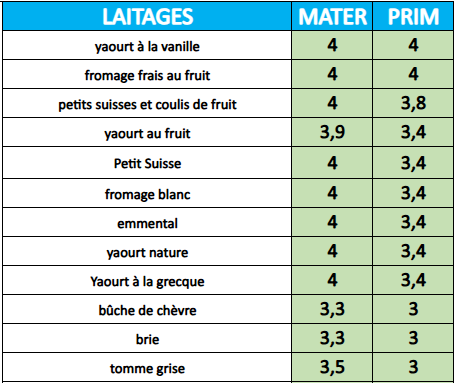 LAITAGES MATER PRIM
yaourt à la vanille 4 4
fromage frais au fruit 4 4
petits suisses et coulis de fruit 4 3,8
yaourt au fruit 3,9 3,4
Petit Suisse 4 3,4
fromage blanc 4 3,4
emmental 4 3,4
yaourt nature 4 3,4
Yaourt à la grecque 4 3,4
bûche de chèvre 3,3 3
brie 3,3 3
tomme grise 3,5 3